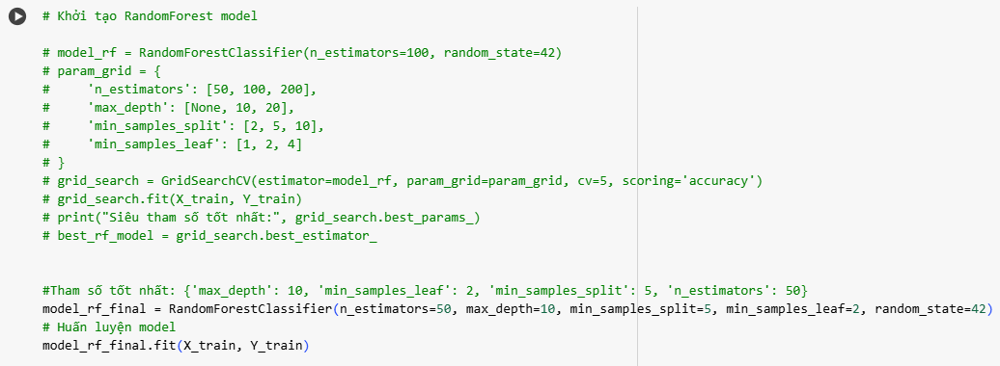 # Khởi tạo RandomForest model
# model_rf = RandomForestClassifier(n_estimators=100, random_state=42)
# param_grid = {
#     'n_estimators': [50, 100, 200],
#     'max_depth': [None, 10, 20],
#     'min_samples_split': [2, 5, 10],
#     'min_samples_leaf': [1, 2, 4]
# }
# grid_search = GridSearchCV(estimator=model_rf, param_grid=param_grid, cv=5, scoring='accuracy')
# grid_search.fit(X_train, Y_train)
# print("Siêu tham số tốt nhất:", grid_search.best_params_)
# best_rf_model = grid_search.best_estimator_
#Tham số tốt nhất: {'max_depth': 10, 'min_samples_leaf': 2, 'min_samples_split': 5, 'n_estimators': 50}
model_rf_final = RandomForestClassifier(n_estimators=50, max_depth=10, min_samples_split=5, min_samples_leaf=2, random_state=42)
# Huấn luyện model
model_rf_final.fit(X_train, Y_train)